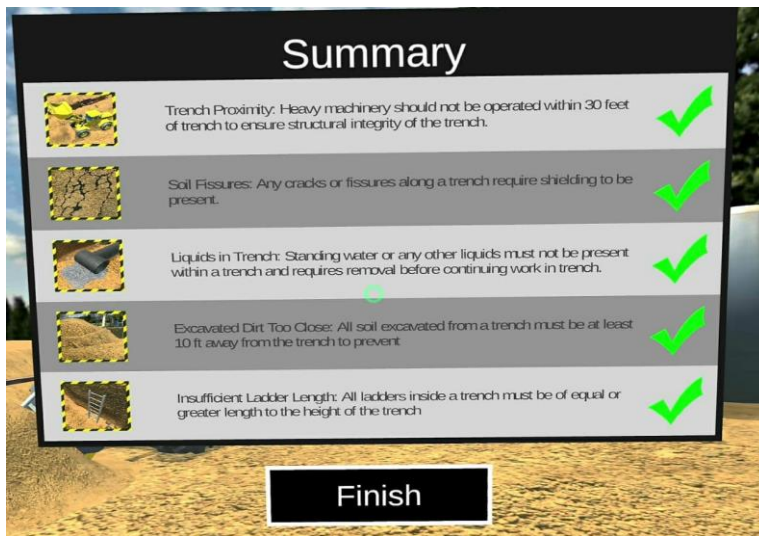 Summary
Trench Proximity: Heavy machinery should not be operated within 30 feet
of trench to ensure structural integrity of the trench.
Soil Fissures: Any cracks or fissures along a trench require shielding to be
present.
Liquids in Trench: Standing water or any other liquids must not be present
within a trench and requires removal before continuing work in trench.
Excavated Dirt Too Close: All soil excavated from a trench must be at least
10 ft away from the trench to prevent
Insufficient Ladder Length: All ladders inside a trench must be of equal or
greater length to the height of the trench
Finish